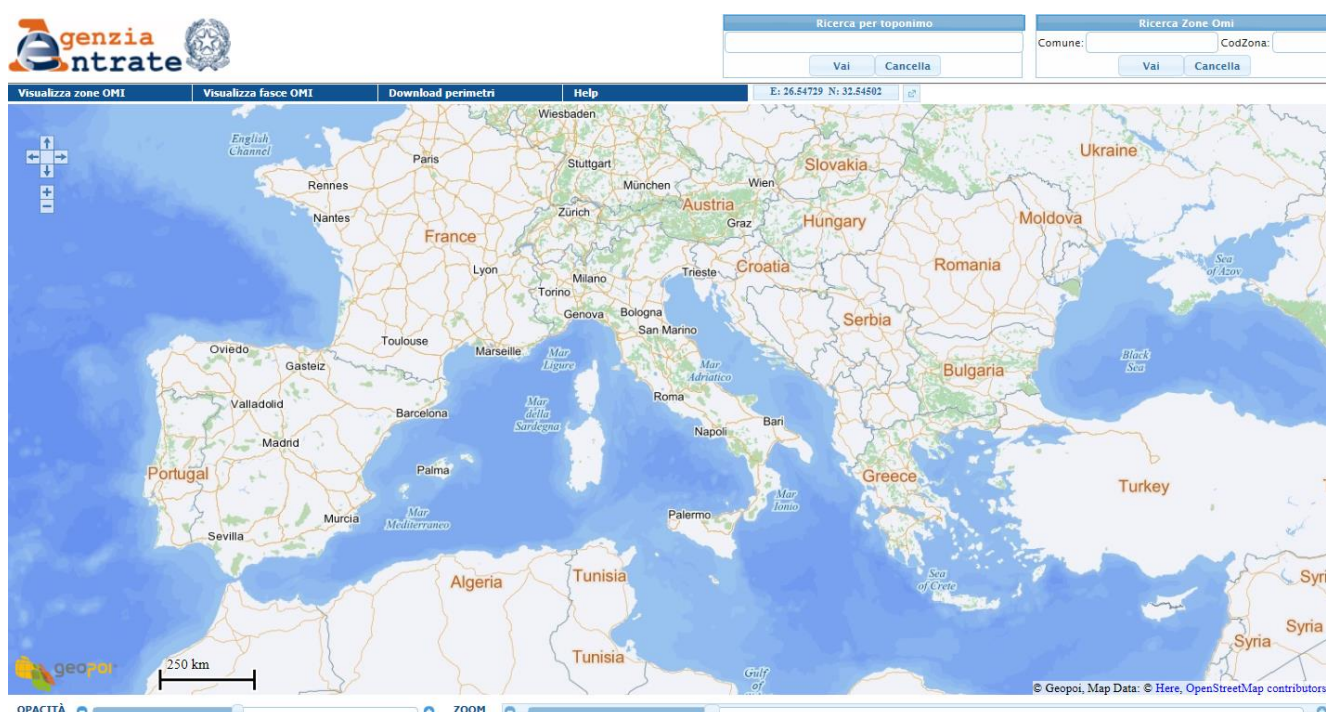 Agenzia
Entrate
Ricerca per toponimo
Vai Cancella
Ricerca Zone Omi
Comune: CodZona:
Vai Cancella
Visualizza zone OMI Visualizza fasce OMI Download perimetri Help E: 26.54729 N: 32.54502
Wiesbaden
English
Channel
Paris
Stuttgart
Slovakia
Ukraine
Rennes
München
Wien
Nantes
Zürich
Austria
Graz
Hungary
Moldova
France
Lyon
Milano
Trieste
Croatia
Romania
Sea
of Azov
Torino
Genova
Bologna
San Marino
Serbia
Toulouse
Marseille
Mar
Ligure
Oviedo
Gasteiz
Mar
Adriatico
Bulgaria
Black
Sea
Valladolid
Barcelona
Mar
della
Sardegna
Roma
Napoli
Bari
Madrid
Portugal
Palma
Greece
Turkey
Mar
Mediterraneo
Mar
Ionio
Murcia
Sevilla
Palermo
Algeria
Tunisia
Sea
of Crete
Syri
Syria
Syria
Tunisia
Gulf
of
geopoi
250 km
© Geopoi, Map Data: © Here, OpenStreetMap contributors
OPACITÀ ZOOM